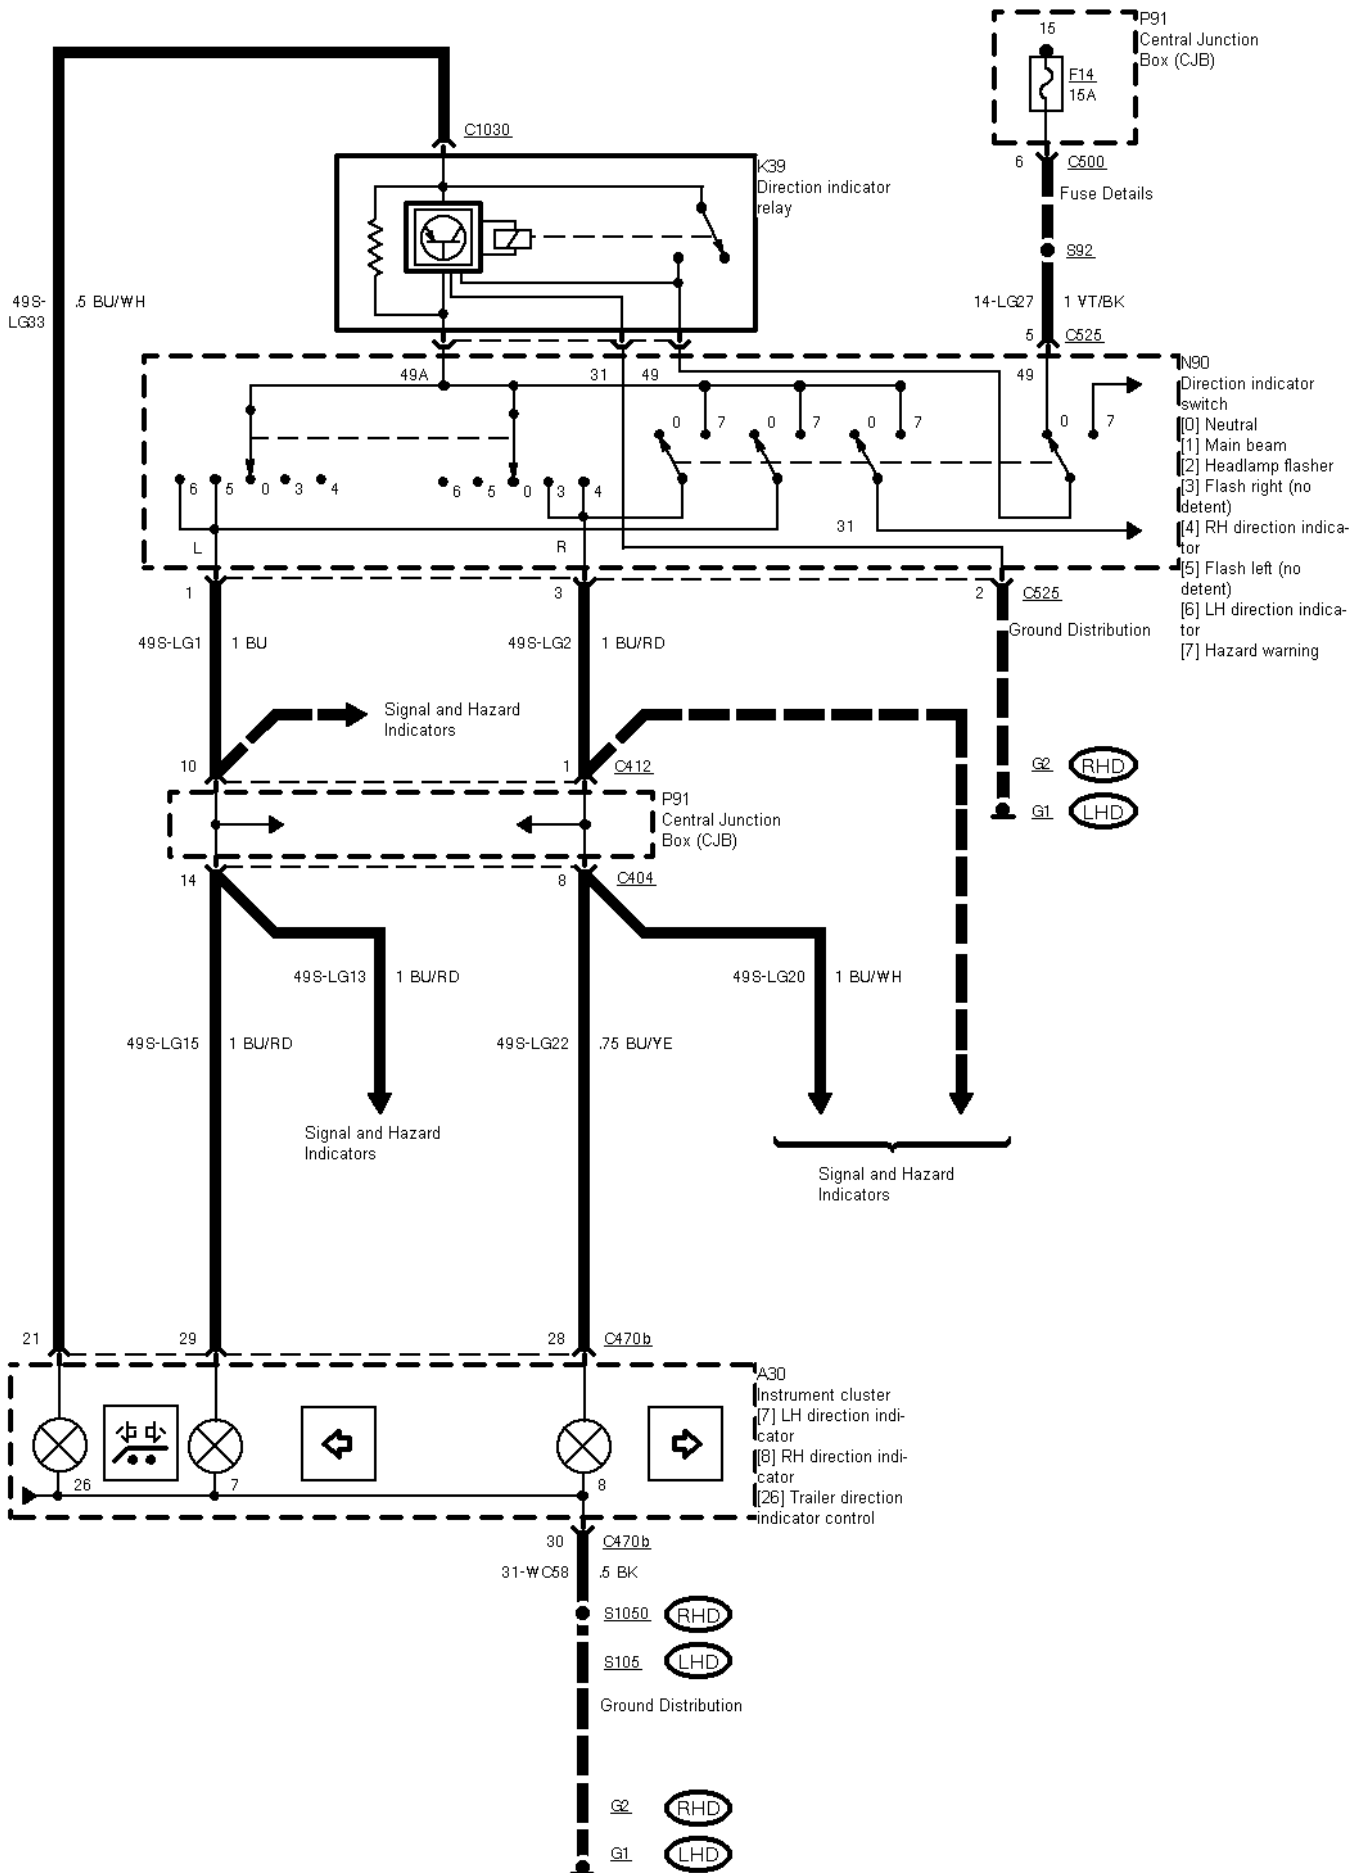 P91
Central Junction
Box (CJB)
15
F14
15A
C1030
6
C500
K39
Direction indicator
relay
Fuse Details
S92
49S-
LG33
.5 BU/WH
14-LG27
1 VT/BK
5
C525
49A
31
49
49
N90
Direction indicator
switch
[0] Neutral
[1] Main beam
[2] Headlamp flasher
[3] Flash right (no
detent)
[4] RH direction indica-
tor
[5] Flash left (no
detent)
[6] LH direction indica-
tor
[7] Hazard warning
0 7 0 7 0 7 0 7
6 5 0 3 4 6 5 0 3 4
31
L
R
1
3
2
C525
Ground Distribution
49S-LG1
1 BU
49S-LG2
1 BU/RD
Signal and Hazard
Indicators
10
1
C412
G2
RHD
G1
LHD
P91
Central Junction
Box (CJB)
14
8
C404
49S-LG13
1 BU/RD
49S-LG20
1 BU/WH
49S-LG15
1 BU/RD
49S-LG22
.75 BU/YE
Signal and Hazard
Indicators
Signal and Hazard
Indicators
21
29
28
C470b
A30
Instrument cluster
[7] LH direction indi-
cator
[8] RH direction indi-
cator
[26] Trailer direction
indicator control
26
7
8
30
C470b
31-WC58
.5 BK
S1050
RHD
S105
LHD
Ground Distribution
G2
RHD
G1
LHD